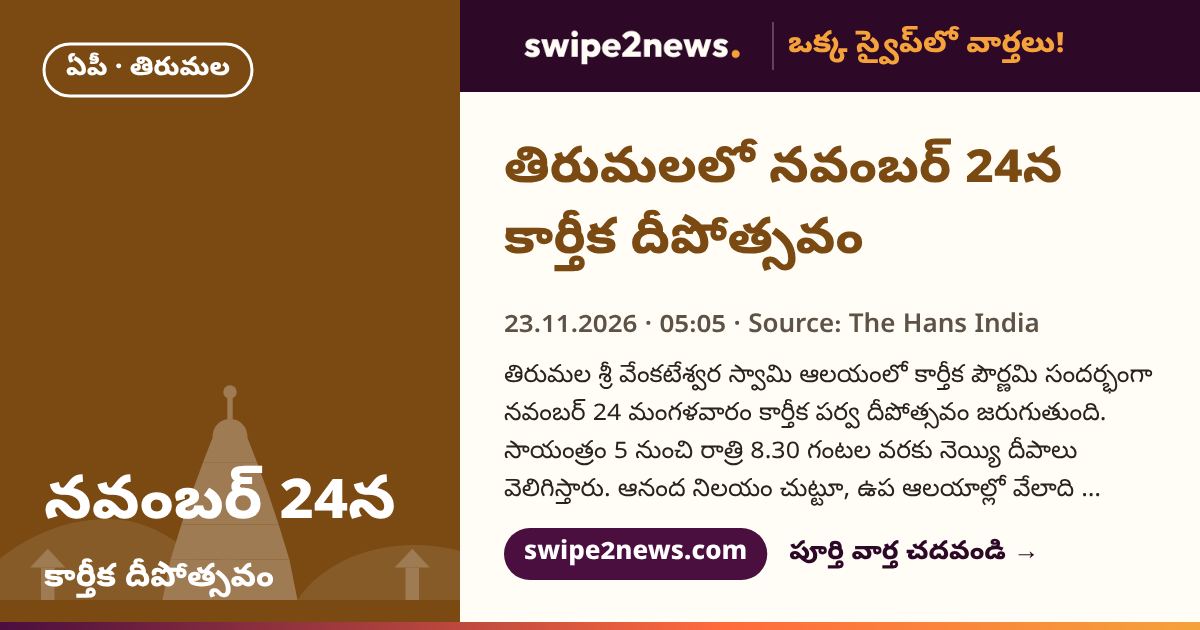 ఏపీ · తిరుమల
నవంబర్ 24న
కార్తీక దీపోత్సవం
swipe2news. ఒక్క స్వైప్‌లో వార్తలు!
తిరుమలలో నవంబర్ 24న
కార్తీక దీపోత్సవం
23.11.2026 · 05:05 · Source: The Hans India
తిరుమల శ్రీ వేంకటేశ్వర స్వామి ఆలయంలో కార్తీక పౌర్ణమి సందర్భంగా
నవంబర్ 24 మంగళవారం కార్తీక పర్వ దీపోత్సవం జరుగుతుంది.
సాయంత్రం 5 నుంచి రాత్రి 8.30 గంటల వరకు నెయ్యి దీపాలు
వెలిగిస్తారు. ఆనంద నిలయం చుట్టూ, ఉప ఆలయాల్లో వేలాది ...
swipe2news.com పూర్తి వార్త చదవండి →